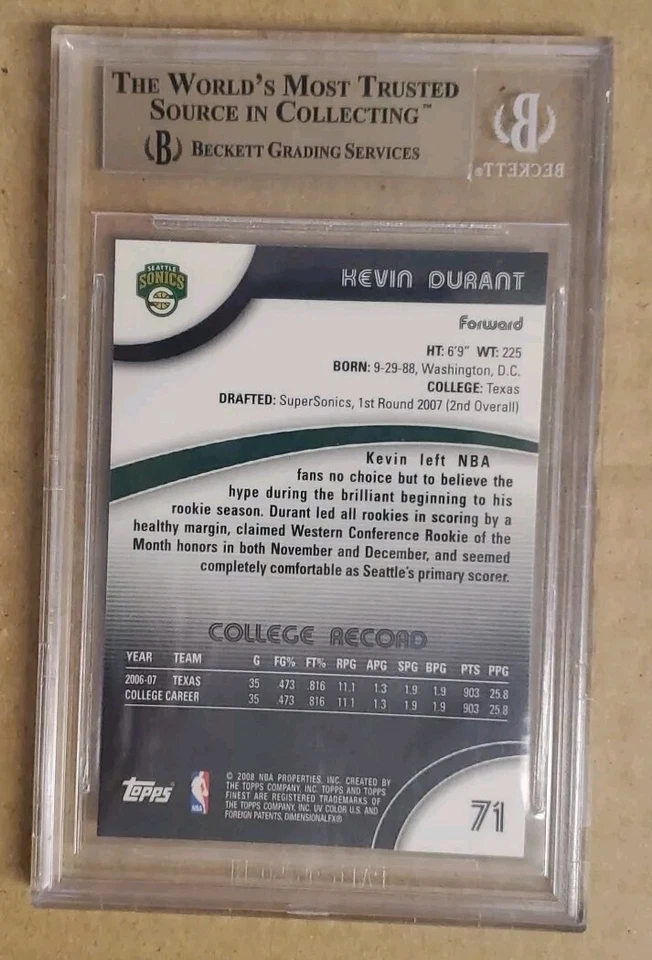 THE WORLD'S MOST TRUSTED
SOURCE IN COLLECTING™
B BECKETT GRADING SERVICES
B
BECKETT®
SEATTLE
SONICS
KEVIN DURANT
Forward
HT: 6'9" WT: 225
BORN: 9-29-88, Washington, D.C.
COLLEGE: Texas
DRAFTED: SuperSonics, 1st Round 2007 (2nd Overall)
Kevin left NBA
fans no choice but to believe the
hype during the brilliant beginning to his
rookie season. Durant led all rookies in scoring by a
healthy margin, claimed Western Conference Rookie of the
Month honors in both November and December, and seemed
completely comfortable as Seattle's primary scorer.
COLLEGE RECORD
YEAR TEAM G FG% FT% RPG APG SPG BPG PTS PPG
2006-07 TEXAS 35 .473 .816 11.1 1.3 1.9 1.9 903 25.8
COLLEGE CAREER 35 .473 .816 11.1 1.3 1.9 1.9 903 25.8
Topps
NBA
© 2008 NBA PROPERTIES, INC. CREATED BY
THE TOPPS COMPANY, INC. TOPPS AND TOPPS
FINEST ARE REGISTERED TRADEMARKS OF
THE TOPPS COMPANY, INC. UV COLOR U.S. AND
FOREIGN PATENTS, DIMENSIONALFX®
71